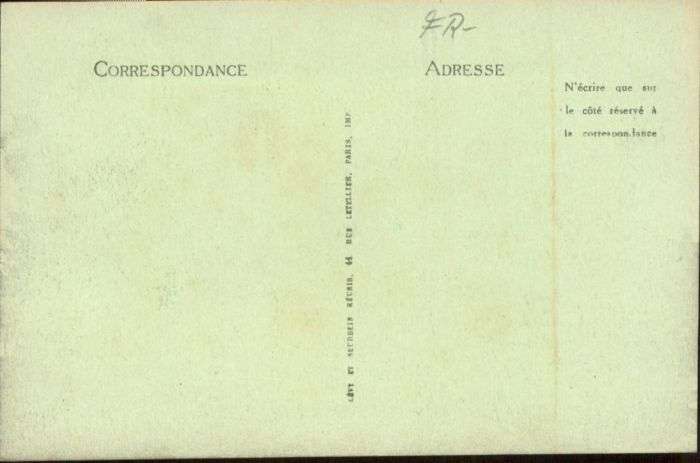 FR-
CORRESPONDANCE
ADRESSE
N'écrire que sur
le côté réservé à
la correspondance
LÉVY ET NEURDEIN RÉUNIS, 44, RUE LETELLIER, PARIS, IMP